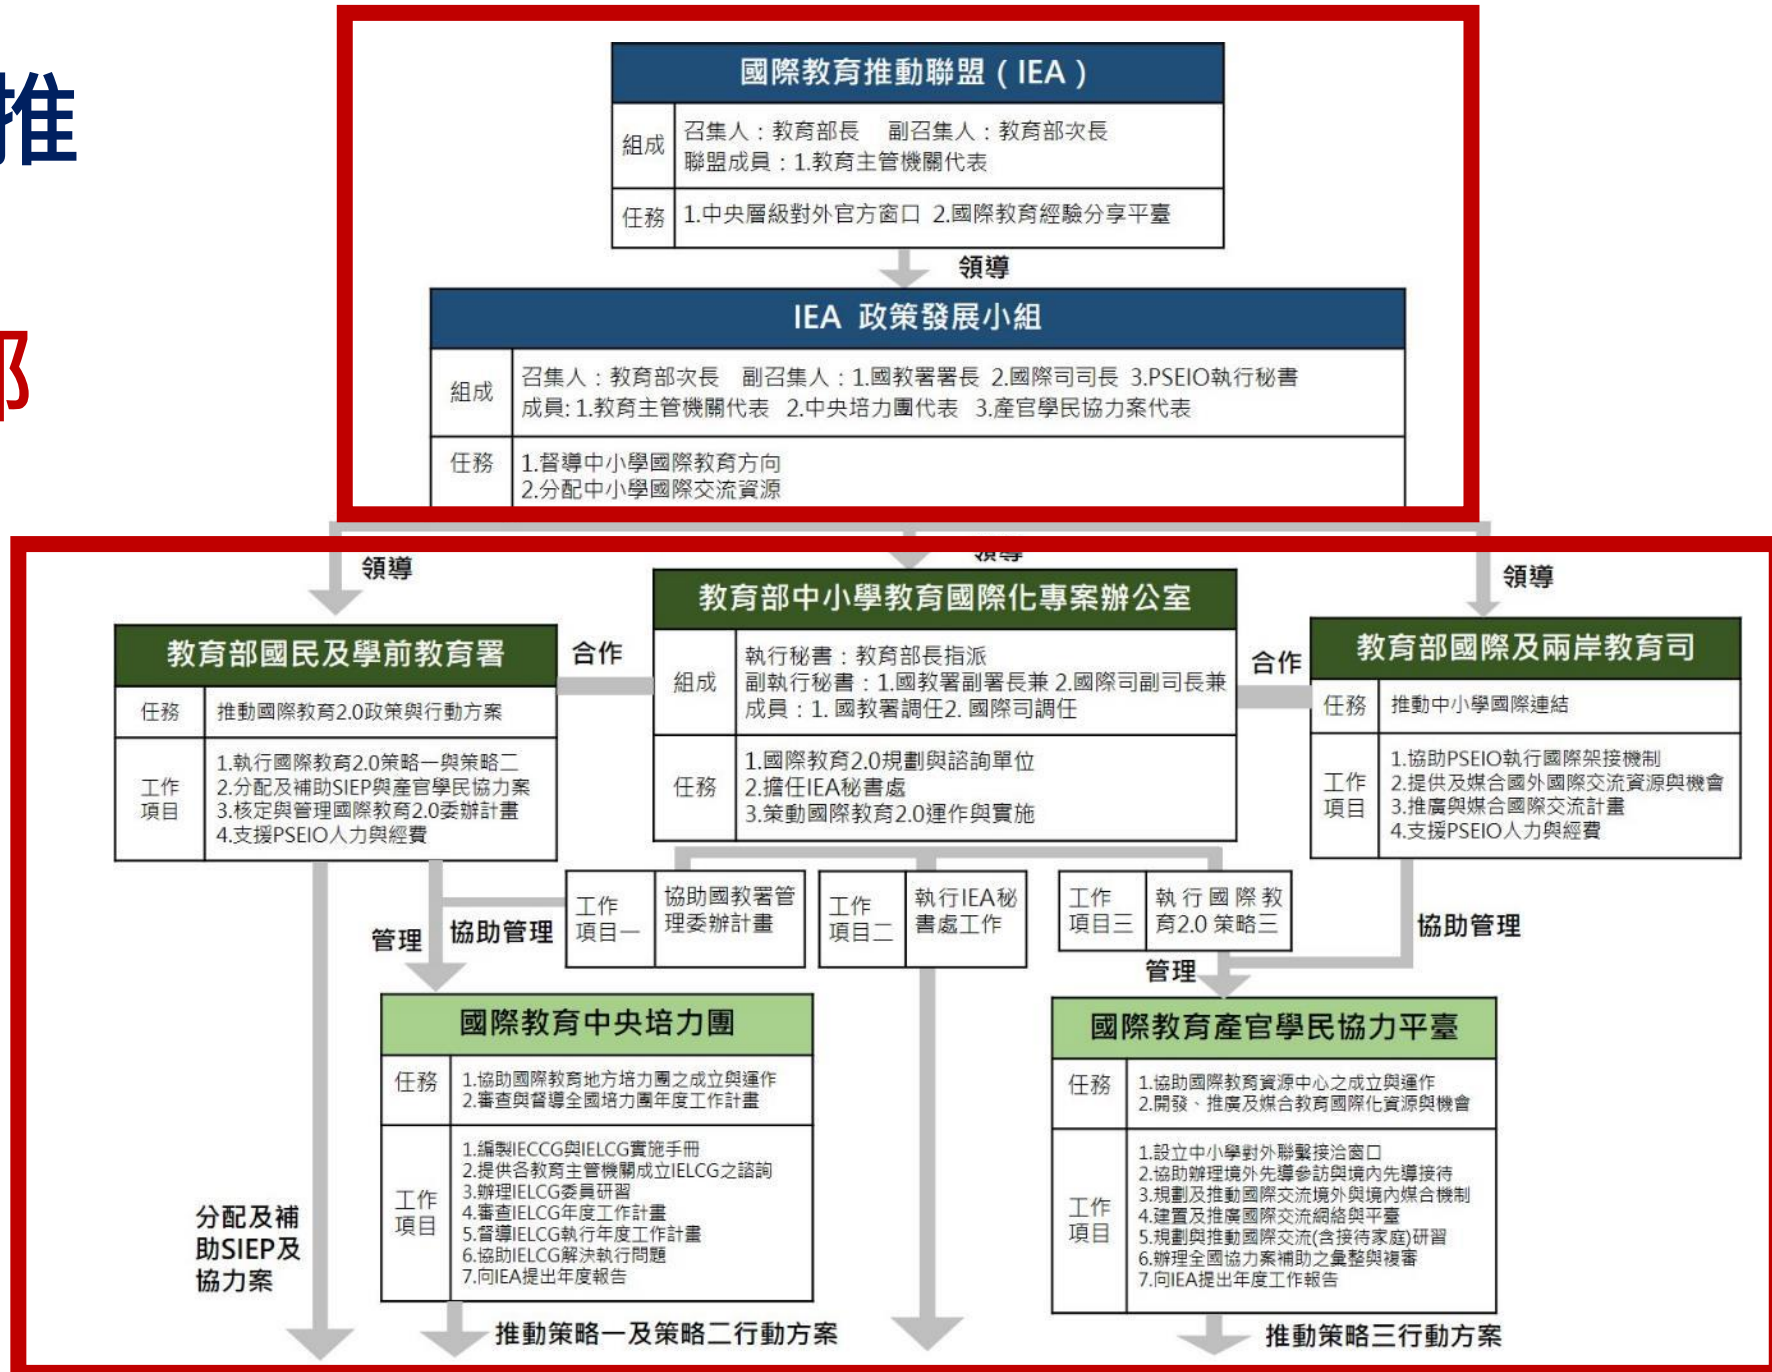 推
部
國際教育推動聯盟（IEA）
組成
召集人：教育部長 副召集人：教育部次長
聯盟成員：1.教育主管機關代表
任務
1.中央層級對外官方窗口 2.國際教育經驗分享平臺
領導
IEA 政策發展小組
組成
召集人：教育部次長 副召集人：1.國教署署長 2.國際司司長 3.PSEIO執行秘書
成員: 1.教育主管機關代表 2.中央培力團代表 3.產官學民協力案代表
任務
1.督導中小學國際教育方向
2.分配中小學國際交流資源
領導
領導
領導
教育部國民及學前教育署
任務
推動國際教育2.0政策與行動方案
工作
項目
1.執行國際教育2.0策略一與策略二
2.分配及補助SIEP與產官學民協力案
3.核定與管理國際教育2.0委辦計畫
4.支援PSEIO人力與經費
合作
教育部中小學教育國際化專案辦公室
組成
執行秘書：教育部長指派
副執行秘書：1.國教署副署長兼 2.國際司副司長兼
成員：1. 國教署調任2. 國際司調任
任務
1.國際教育2.0規劃與諮詢單位
2.擔任IEA秘書處
3.策動國際教育2.0運作與實施
合作
教育部國際及兩岸教育司
任務
推動中小學國際連結
工作
項目
1.協助PSEIO執行國際架接機制
2.提供及媒合國外國際交流資源與機會
3.推廣與媒合國際交流計畫
4.支援PSEIO人力與經費
管理
協助管理
工作
項目一
協助國教署管
理委辦計畫
工作
項目二
執行IEA秘
書處工作
工作
項目三
執行國際教
育2.0 策略三
管理
協助管理
國際教育中央培力團
任務
1.協助國際教育地方培力團之成立與運作
2.審查與督導全國培力團年度工作計畫
工作
項目
1.編製IECCG與IELCG實施手冊
2.提供各教育主管機關成立IELCG之諮詢
3.辦理IELCG委員研習
4.審查IELCG年度工作計畫
5.督導IELCG執行年度工作計畫
6.協助IELCG解決執行問題
7.向IEA提出年度報告
國際教育產官學民協力平臺
任務
1.協助國際教育資源中心之成立與運作
2.開發、推廣及媒合教育國際化資源與機會
工作
項目
1.設立中小學對外聯繫接洽窗口
2.協助辦理境外先導參訪與境內先導接待
3.規劃及推動國際交流境外與境內媒合機制
4.建置及推廣國際交流網絡與平臺
5.規劃與推動國際交流(含接待家庭)研習
6.辦理全國協力案補助之彙整與複審
7.向IEA提出年度工作報告
分配及補
助SIEP及
協力案
推動策略一及策略二行動方案
推動策略三行動方案